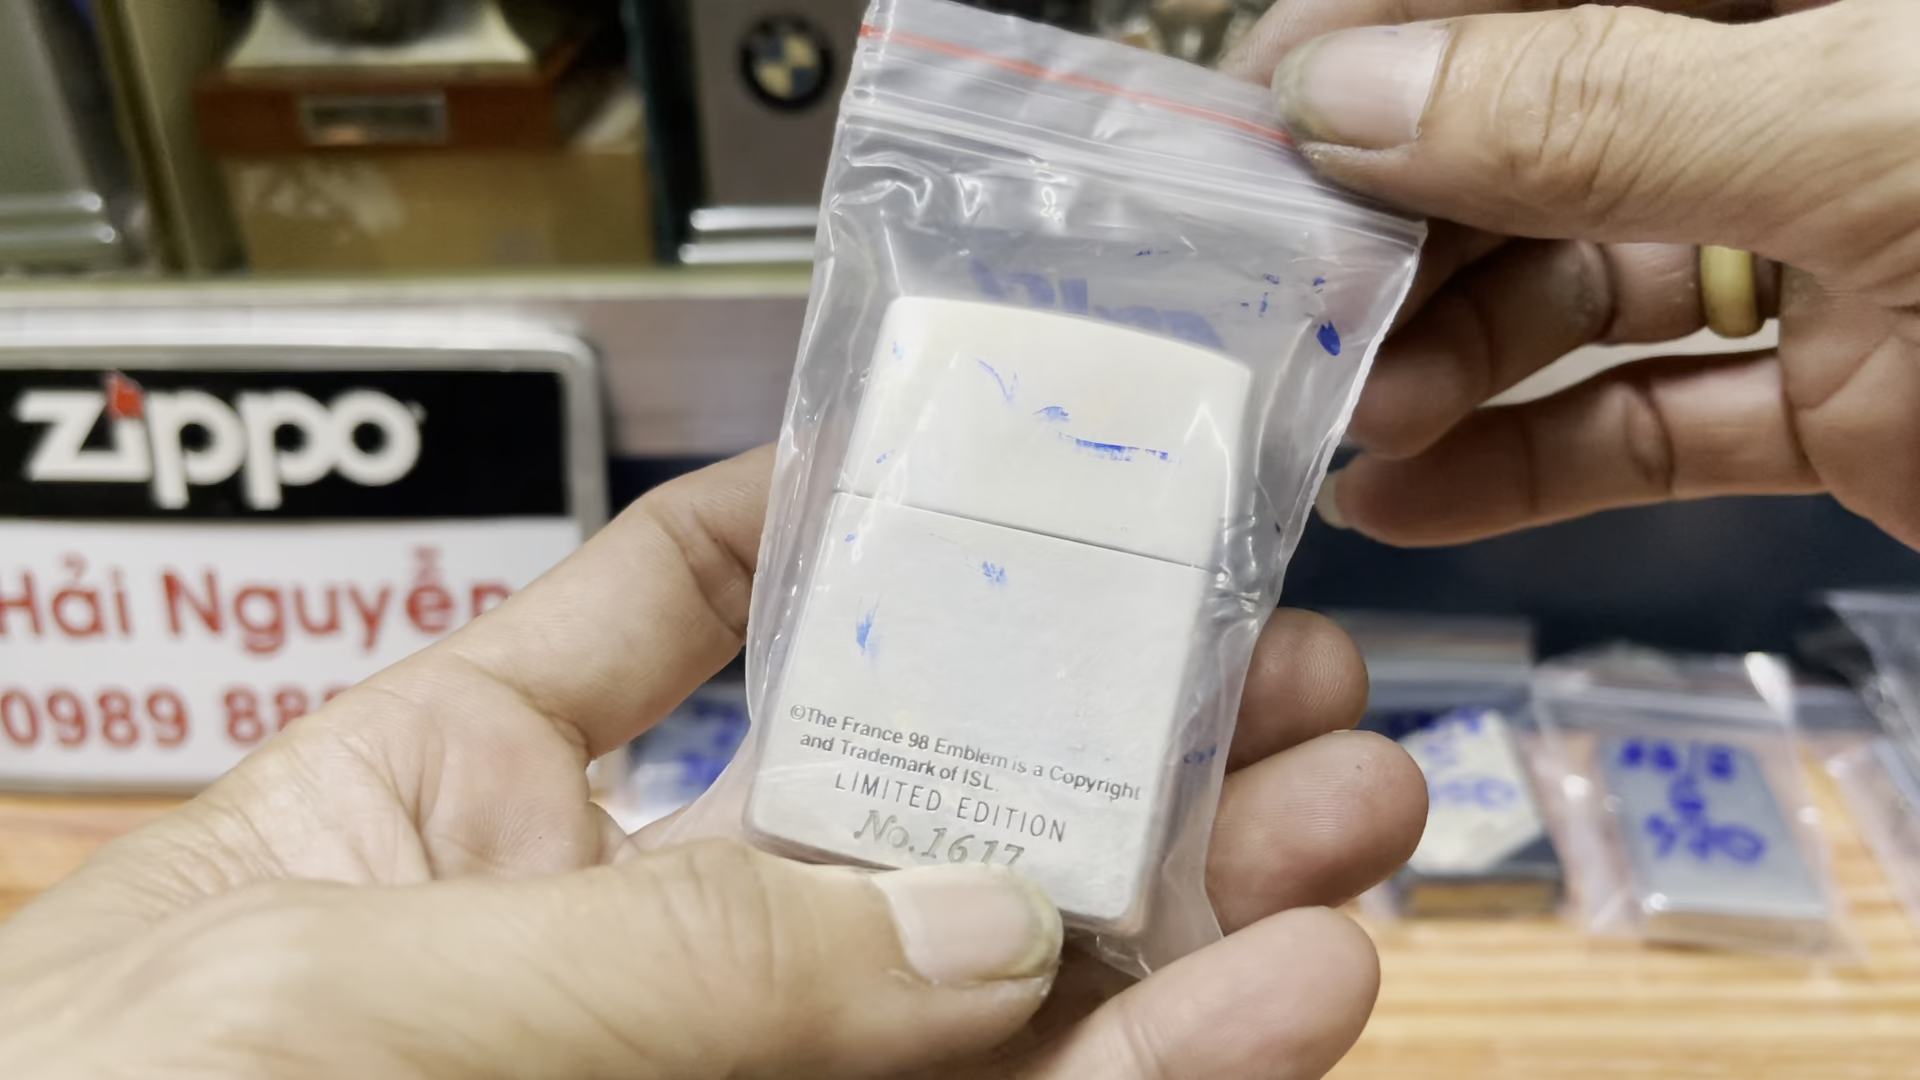 zippo
Hải Nguyễn
0989 88
©The France 98 Emblem is a Copyright
and Trademark of ISL.
LIMITED EDITION
No.1617